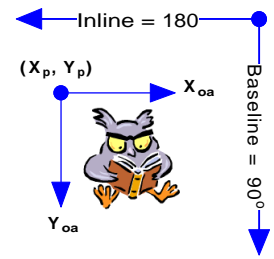 Inline = 180
(Xp, Yp)
Xoa
Baseline = 90°
Yoa